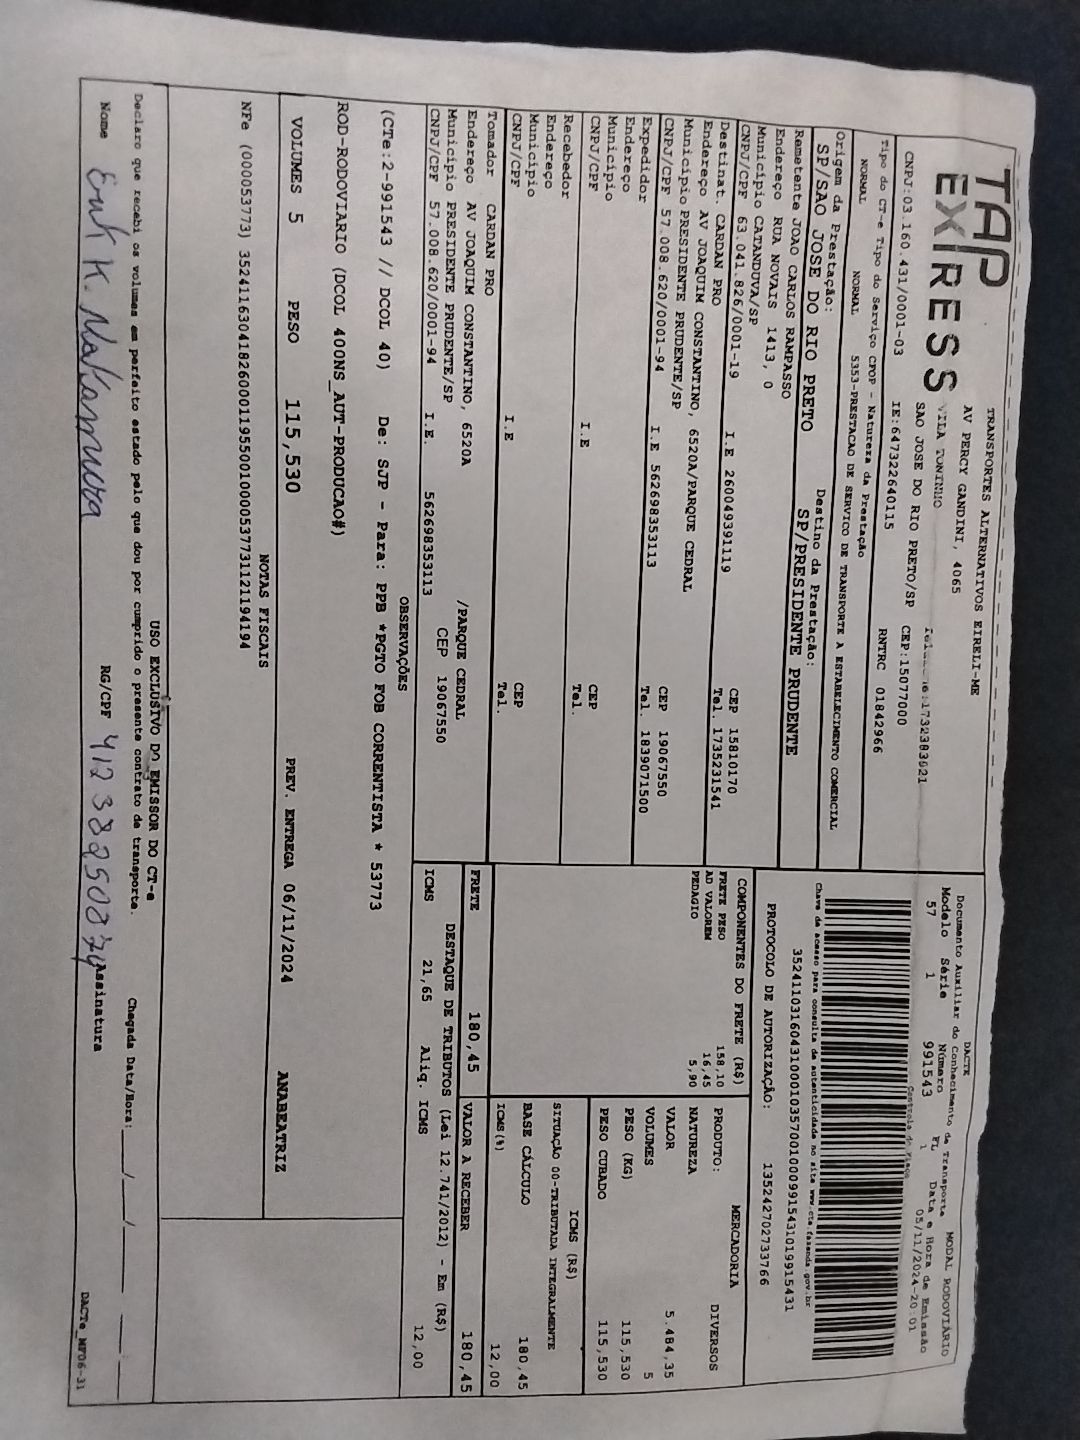 TAP
EXPRESS
TRANSPORTES ALTERNATIVOS EIRELI-ME
AV PERCY GANDINI, 4065
VILA TONINHO
SAO JOSE DO RIO PRETO/SP CEP:15077000
CNPJ:03.160.431/0001-03 IE:647322640115 RNTRC 01842966
DACTE MODAL RODOVIÁRIO
Documento Auxiliar do Conhecimento de Transporte
Modelo Série Número FL Data e Hora de Emissão
57 1 991543 1 05/11/2024-20:01
Controle do Fisco
Tipo do CT-e Tipo do Serviço CFOP - Natureza da Prestação
NORMAL NORMAL 5353-PRESTACAO DE SERVICO DE TRANSPORTE A ESTABELECIMENTO COMERCIAL
Chave de acesso para consulta de autenticidade no site www.cte.fazenda.gov.br
35241103160431000103570010009915431019915431
PROTOCOLO DE AUTORIZAÇÃO: 135242702733766
Origem da Prestação: Destino da Prestação:
SP/SAO JOSE DO RIO PRETO SP/PRESIDENTE PRUDENTE
Remetente JOAO CARLOS RAMPASSO
Endereço RUA NOVAIS 1413, 0
Município CATANDUVA/SP CEP 15810170
CNPJ/CPF 63.041.826/0001-19 I.E 260049391119 Tel. 1735231541
Destinat. CARDAN PRO
Endereço AV JOAQUIM CONSTANTINO, 6520A/PARQUE CEDRAL
Município PRESIDENTE PRUDENTE/SP CEP 19067550
CNPJ/CPF 57.008.620/0001-94 I.E 562698353113 Tel. 1839071500
Expedidor
Endereço
Município CEP
CNPJ/CPF I.E Tel.
Recebedor
Endereço
Município CEP
CNPJ/CPF I.E Tel.
Tomador CARDAN PRO
Endereço AV JOAQUIM CONSTANTINO, 6520A /PARQUE CEDRAL
Município PRESIDENTE PRUDENTE/SP CEP 19067550
CNPJ/CPF 57.008.620/0001-94 I.E. 562698353113
COMPONENTES DO FRETE (R$)
FRETE PESO 158,10
AD VALOREM 16,45
PEDAGIO 5,90
MERCADORIA
PRODUTO: DIVERSOS
NATUREZA
VALOR 5.484,35
VOLUMES 5
PESO (KG) 115,530
PESO CUBADO 115,530
ICMS (R$)
SITUAÇÃO 00-TRIBUTADA INTEGRALMENTE
BASE CÁLCULO 180,45
ICMS(%) 12,00
FRETE 180,45 VALOR A RECEBER 180,45
DESTAQUE DE TRIBUTOS (Lei 12.741/2012) - Em (R$)
ICMS 21,65 Aliq. ICMS 12,00
OBSERVAÇÕES
(CTe:2-991543 // DCOL 40) De: SJP - Para: PPB *PGTO FOB CORRENTISTA * 53773
ROD-RODOVIARIO (DCOL 400NS_AUT-PRODUCAO#)
VOLUMES 5 PESO 115,530 PREV. ENTREGA 06/11/2024 ANABEATRIZ
NOTAS FISCAIS
NFe (000053773) 35241163041826000119550010000537731121194194
USO EXCLUSIVO DO EMISSOR DO CT-e
Declaro que recebi os volumes em perfeito estado pelo que dou por cumprido o presente contrato de transporte. Chegada Data/Hora:___/___/___ ___:___
Nome Erik K. Nakamura RG/CPF 41238250874 Assinatura
DACTe_MF06-31